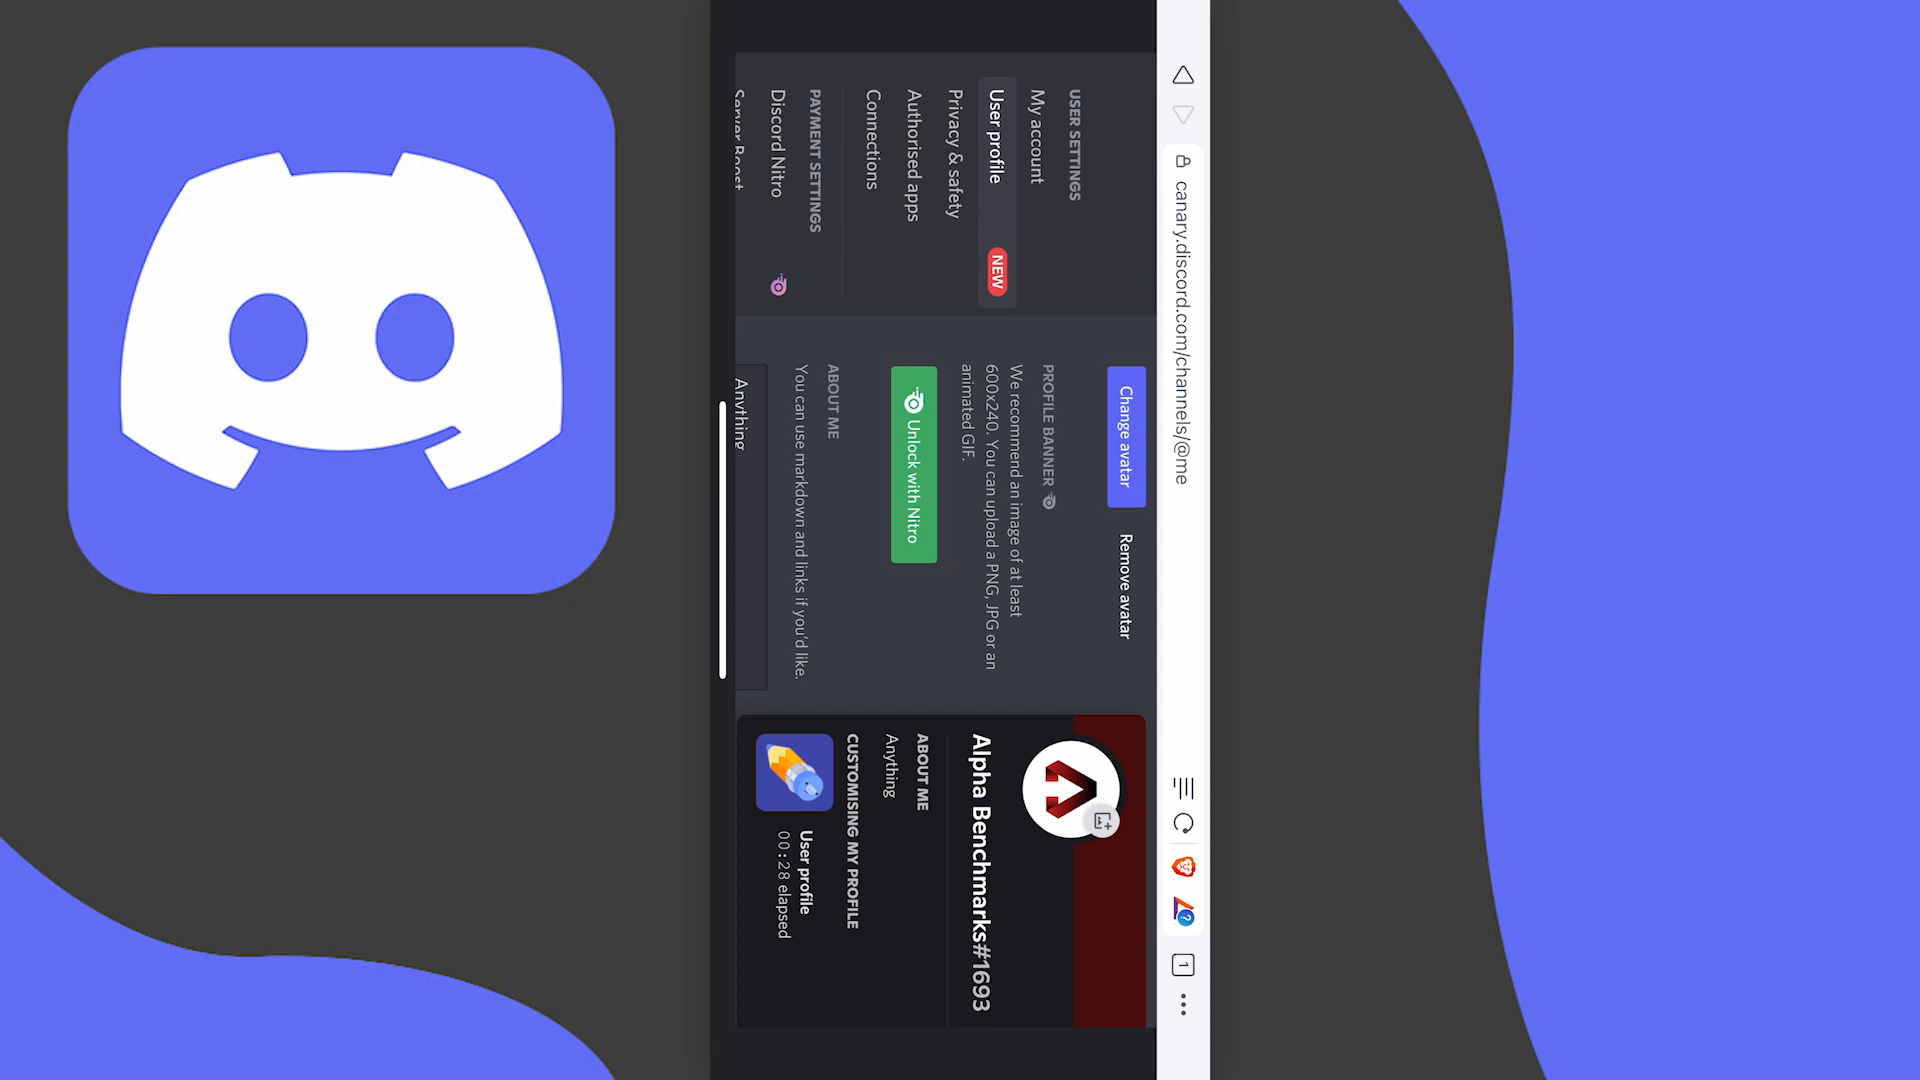 canary.discord.com/channels/@me
1
USER SETTINGS
My account
User profile
NEW
Privacy & safety
Authorised apps
Connections
PAYMENT SETTINGS
Discord Nitro
Server Boost
Change avatar
Remove avatar
PROFILE BANNER
We recommend an image of at least
600x240. You can upload a PNG, JPG or an
animated GIF.
Unlock with Nitro
ABOUT ME
You can use markdown and links if you'd like.
Anything
Alpha Benchmarks#1693
ABOUT ME
Anything
CUSTOMISING MY PROFILE
User profile
00:28 elapsed